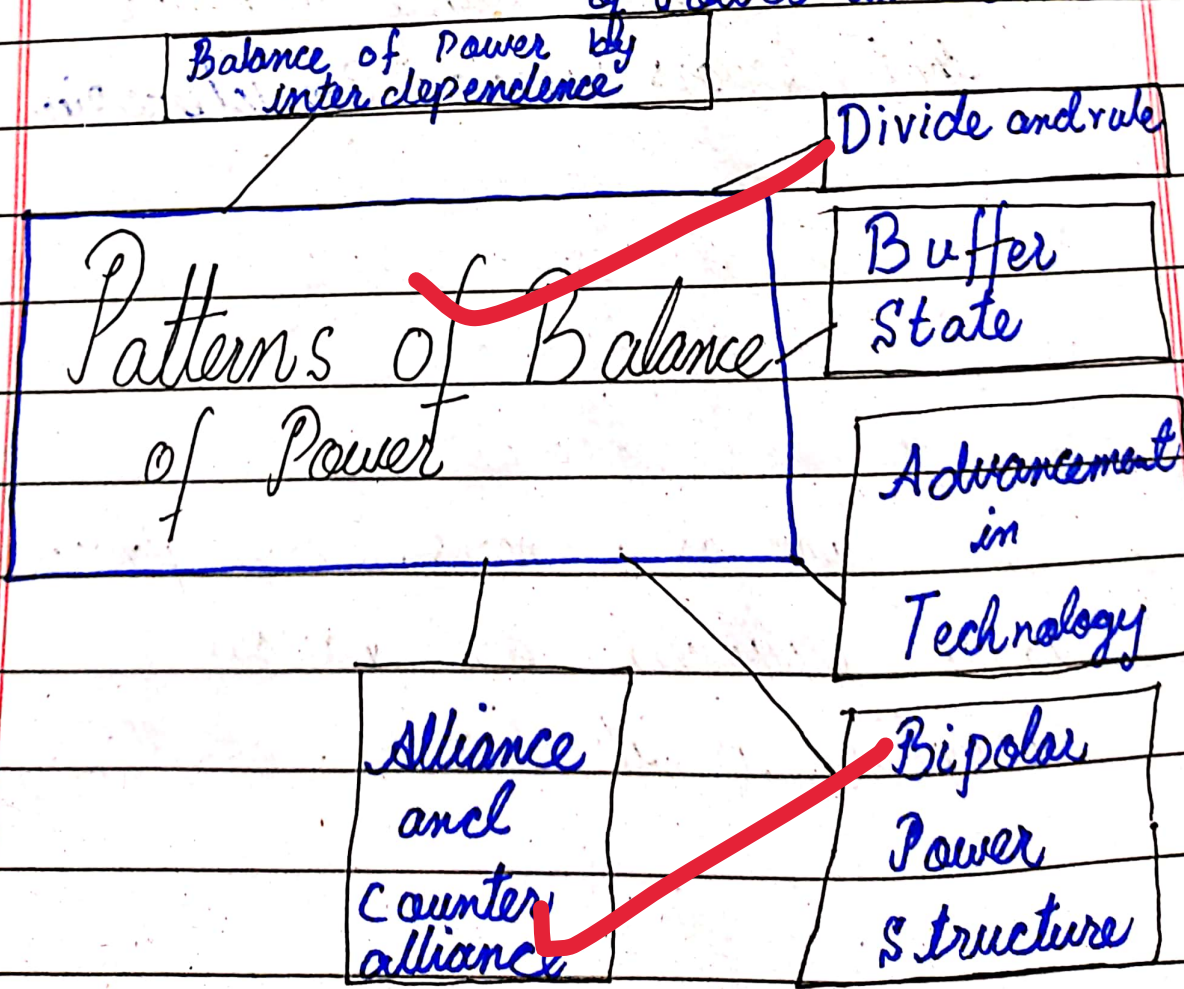 Balance of Power by
inter dependence
Divide and rule
Buffer
State
Patterns of Balance
of Power
Advancement
in
Technology
Alliance
and
Counter
alliance
Bipolar
Power
Structure